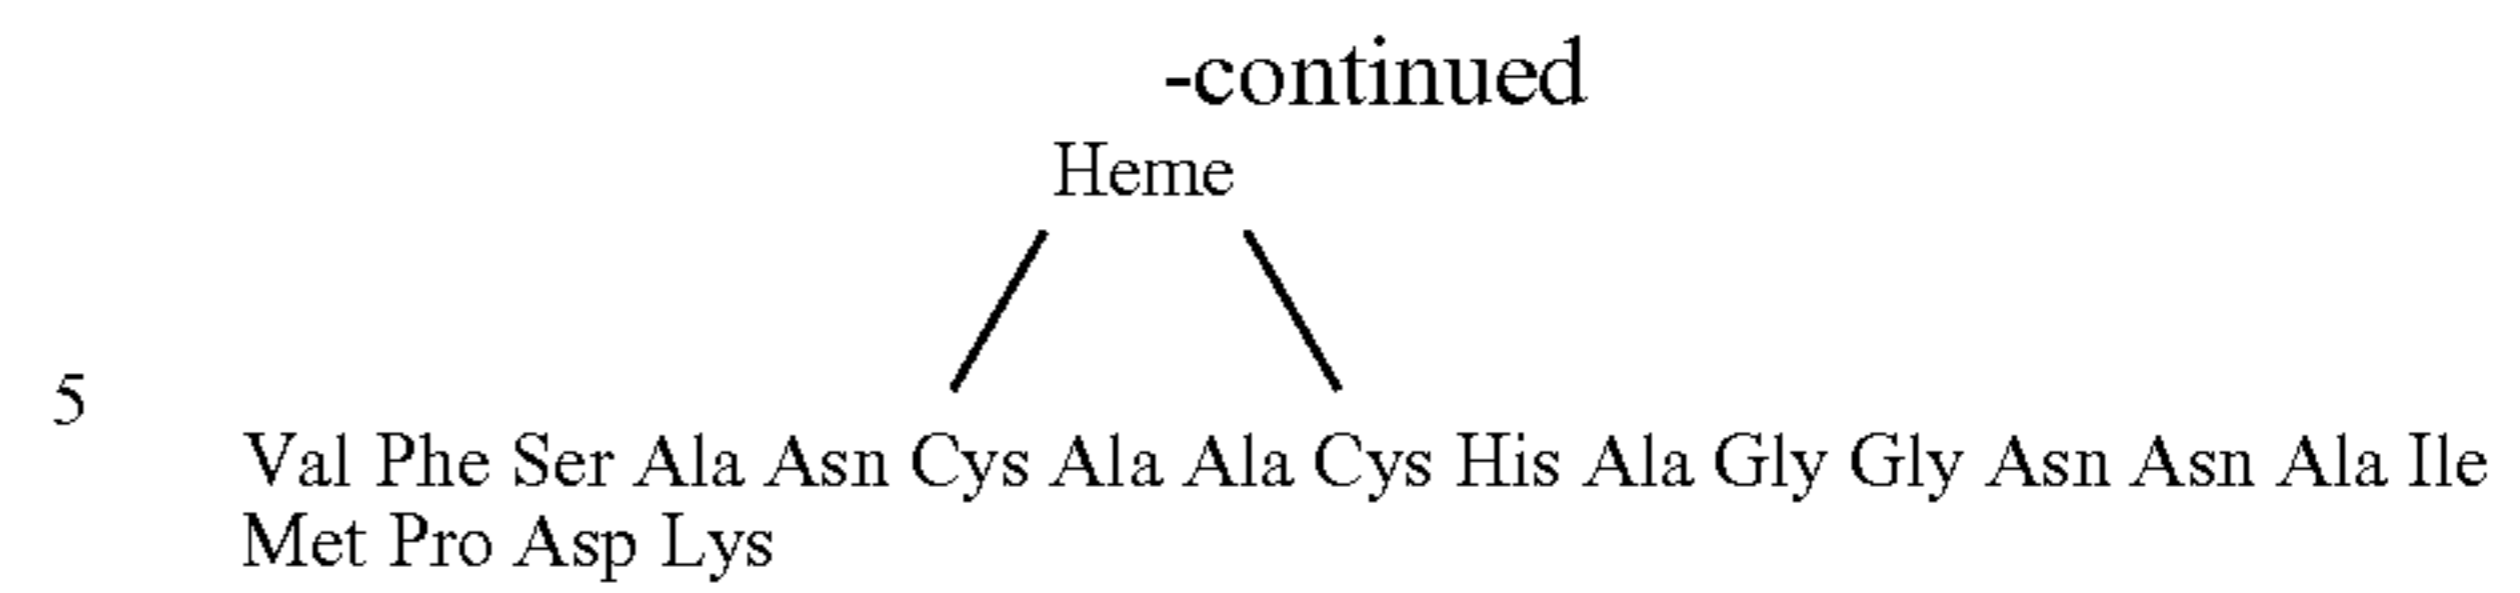 -continued
Heme
5
Val Phe Ser Ala Asn Cys Ala Ala Cys His Ala Gly Gly Asn Asn Ala Ile
Met Pro Asp Lys